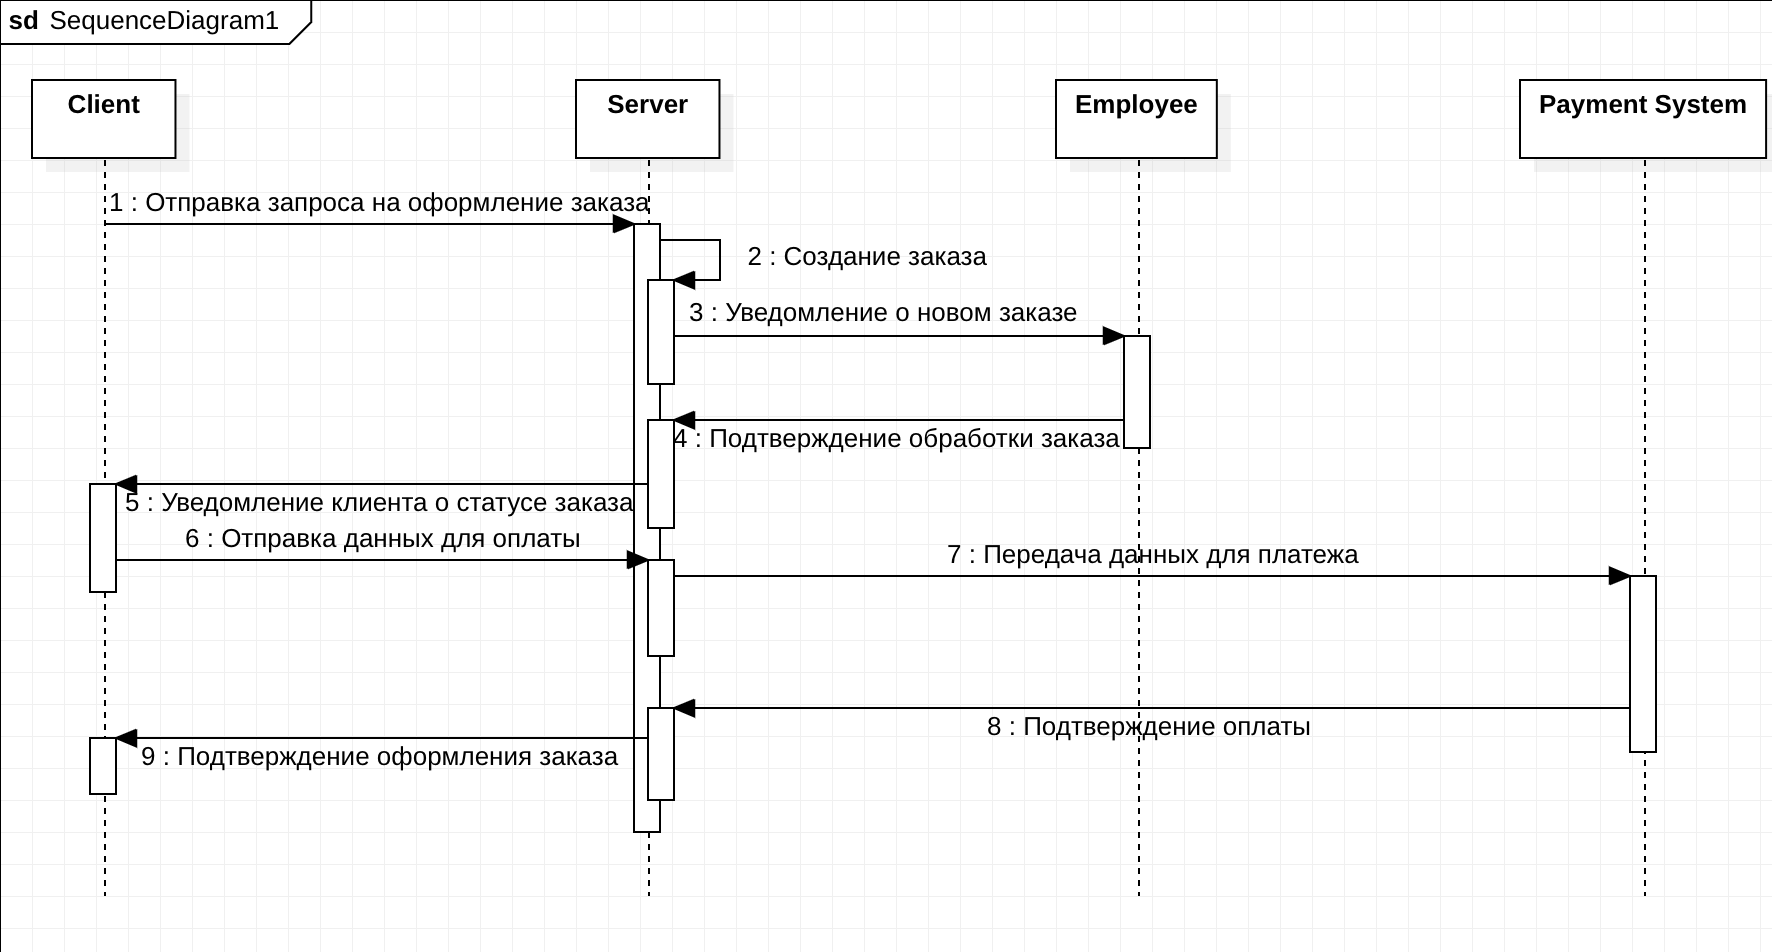 sd SequenceDiagram1
Client
Server
Employee
Payment System
1 : Отправка запроса на оформление заказа
2 : Создание заказа
3 : Уведомление о новом заказе
4 : Подтверждение обработки заказа
5 : Уведомление клиента о статусе заказа
6 : Отправка данных для оплаты
7 : Передача данных для платежа
8 : Подтверждение оплаты
9 : Подтверждение оформления заказа